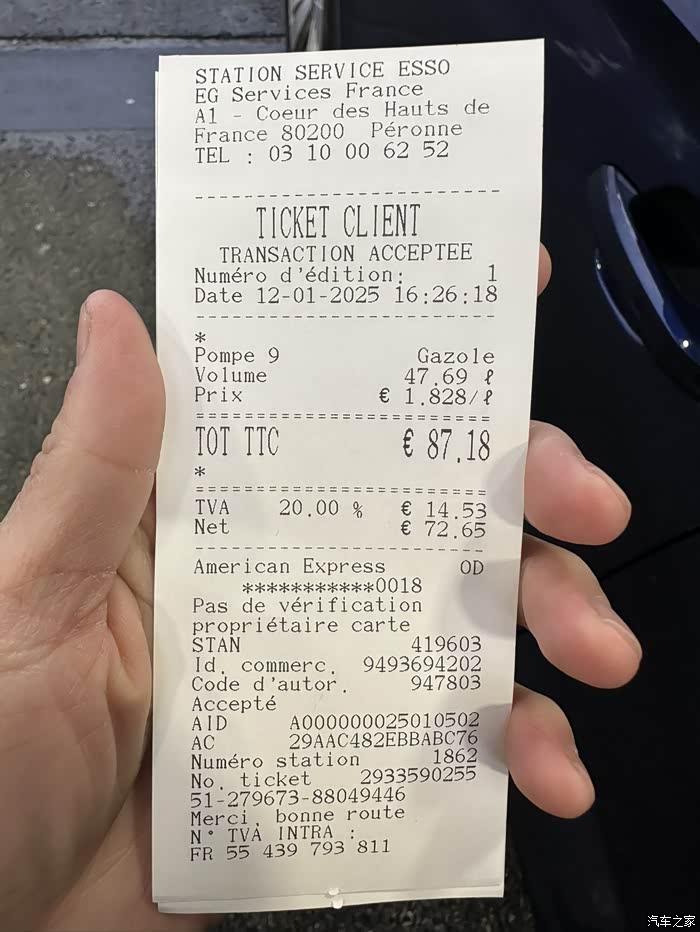 STATION SERVICE ESSO
EG Services France
A1 - Coeur des Hauts de
France 80200 Péronne
TEL : 03 10 00 62 52
------------------------
TICKET CLIENT
TRANSACTION ACCEPTEE
Numéro d'édition: 1
Date 12-01-2025 16:26:18
------------------------
*
Pompe 9 Gazole
Volume 47.69 ℓ
Prix € 1.828/ℓ
========================
TOT TTC € 87.18
*
========================
TVA 20.00 % € 14.53
Net € 72.65
------------------------
American Express OD
***********0018
Pas de vérification
propriétaire carte
STAN 419603
Id. commerc. 9493694202
Code d'autor. 947803
Accepté
AID A000000025010502
AC 29AAC482EBBABC76
Numéro station 1862
No. ticket 2933590255
51-279673-88049446
Merci, bonne route
N° TVA INTRA :
FR 55 439 793 811
汽车之家